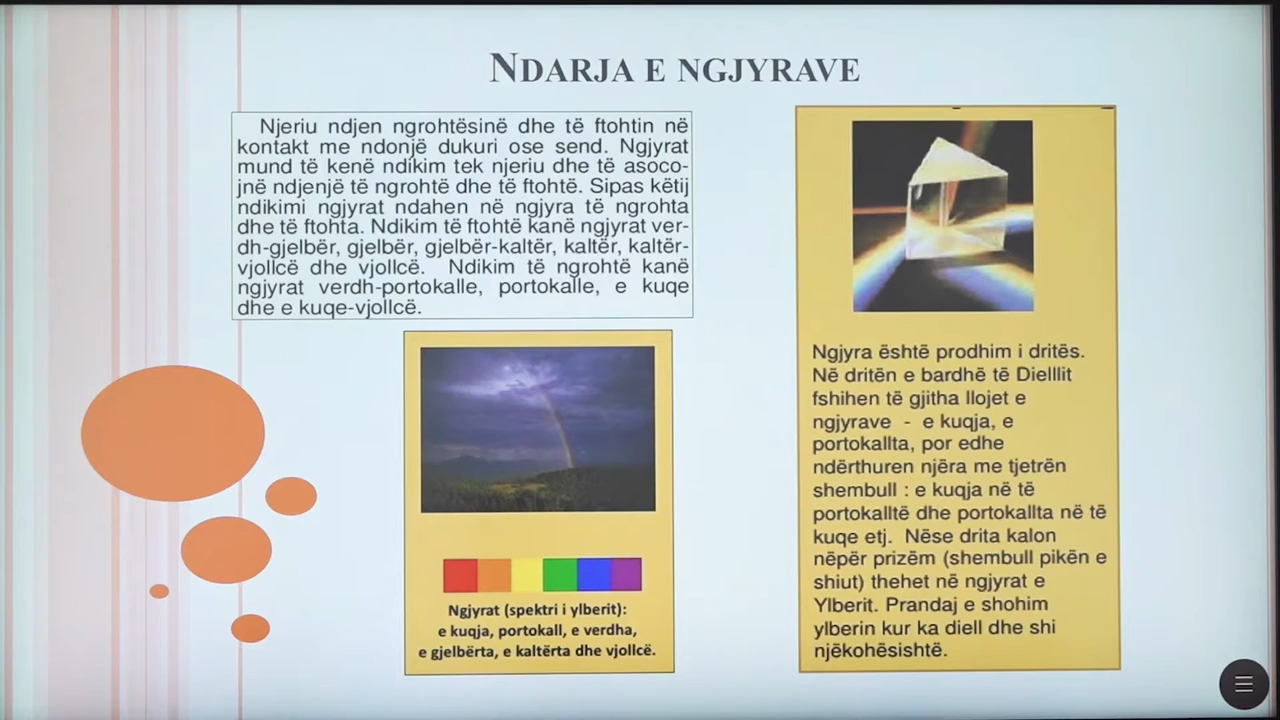 NDARJA E NGJYRAVE
Njeriu ndjen ngrohtësinë dhe të ftohtin në
kontakt me ndonjë dukuri ose send. Ngjyrat
mund të kenë ndikim tek njeriu dhe të asoco-
jnë ndjenjë të ngrohtë dhe të ftohtë. Sipas këtij
ndikimi ngjyrat ndahen në ngjyra të ngrohta
dhe të ftohta. Ndikim të ftohtë kanë ngjyrat ver-
dh-gjelbër, gjelbër, gjelbër-kaltër, kaltër, kaltër-
vjollcë dhe vjollcë. Ndikim të ngrohtë kanë
ngjyrat verdh-portokalle, portokalle, e kuqe
dhe e kuqe-vjollcë.
Ngjyrat (spektri i ylberit):
e kuqja, portokall, e verdha,
e gjelbërta, e kaltërta dhe vjollcë.
Ngjyra është prodhim i dritës.
Në dritën e bardhë të Diellit
fshihen të gjitha llojet e
ngjyrave - e kuqja, e
portokallta, por edhe
ndërthuren njëra me tjetrën
shembull : e kuqja në të
portokalltë dhe portokallta në të
kuqe etj. Nëse drita kalon
nëpër prizëm (shembull pikën e
shiut) thehet në ngjyrat e
Ylberit. Prandaj e shohim
ylberin kur ka diell dhe shi
njëkohësishtë.